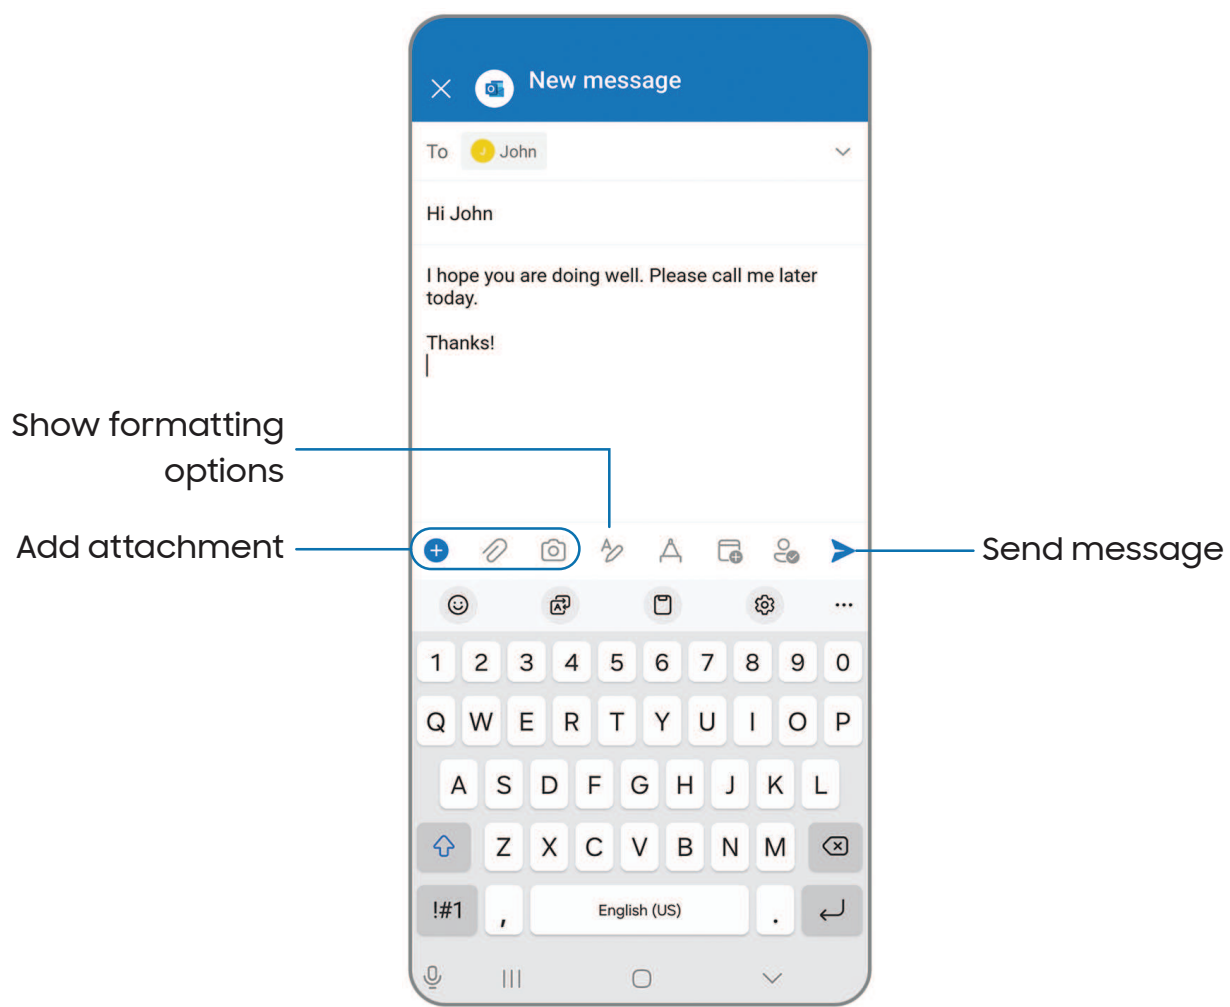 New message
To J John
Hi John
I hope you are doing well. Please call me later
today.
Thanks!
Show formatting
options
Add attachment
Send message
1 2 3 4 5 6 7 8 9 0
Q W E R T Y U I O P
A S D F G H J K L
Z X C V B N M
!#1 , English (US) .